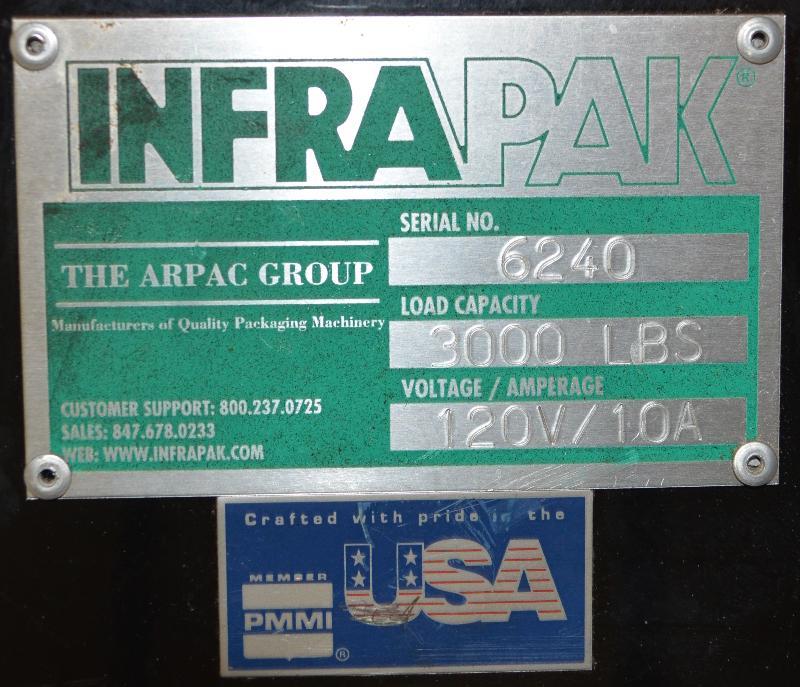 INFRAPAK®
THE ARPAC GROUP
Manufacturers of Quality Packaging Machinery
CUSTOMER SUPPORT: 800.237.0725
SALES: 847.678.0233
WEB: WWW.INFRAPAK.COM
SERIAL NO.
6240
LOAD CAPACITY
3000 LBS
VOLTAGE / AMPERAGE
120V/10A
Crafted with pride in the
USA
MEMBER
PMMI®